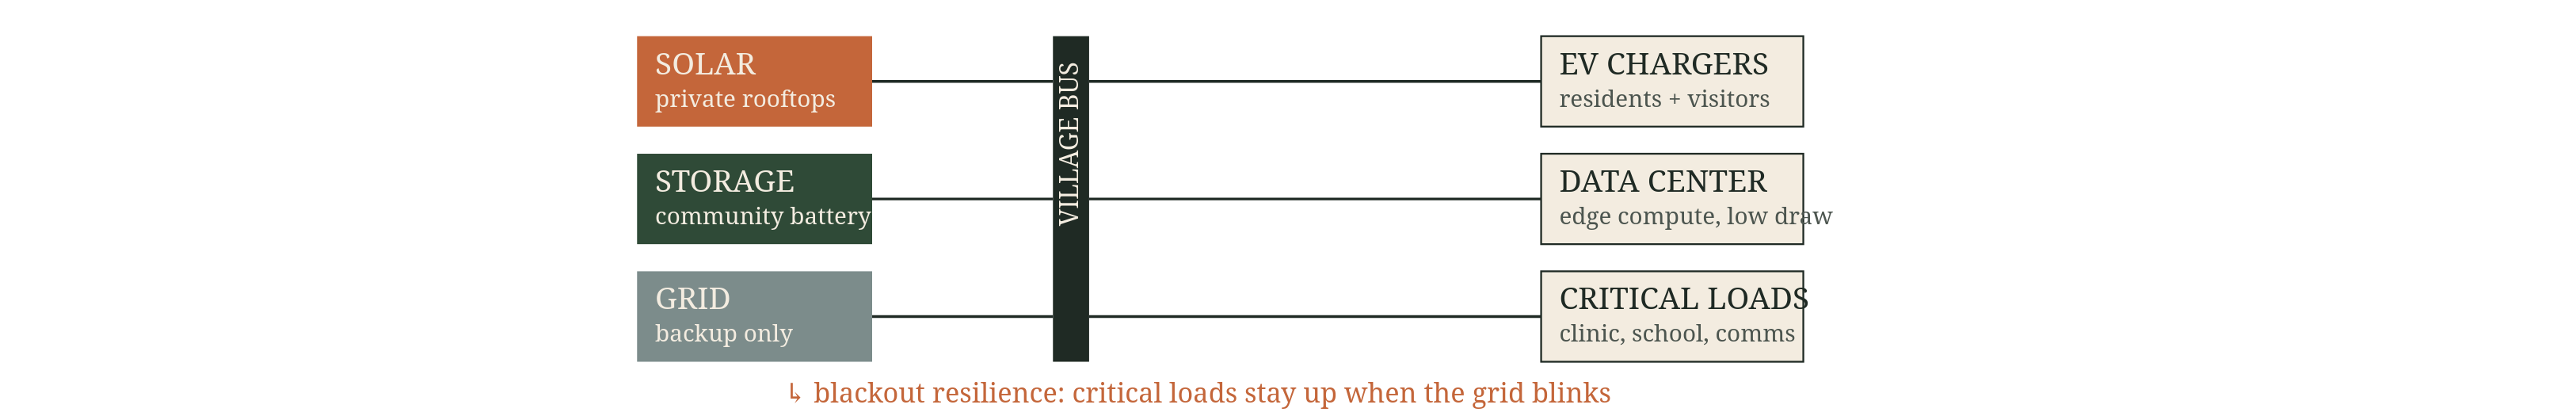 SOLAR
private rooftops
STORAGE
community battery
GRID
backup only
VILLAGE BUS
EV CHARGERS
residents + visitors
DATA CENTER
edge compute, low draw
CRITICAL LOADS
clinic, school, comms
↳ blackout resilience: critical loads stay up when the grid blinks